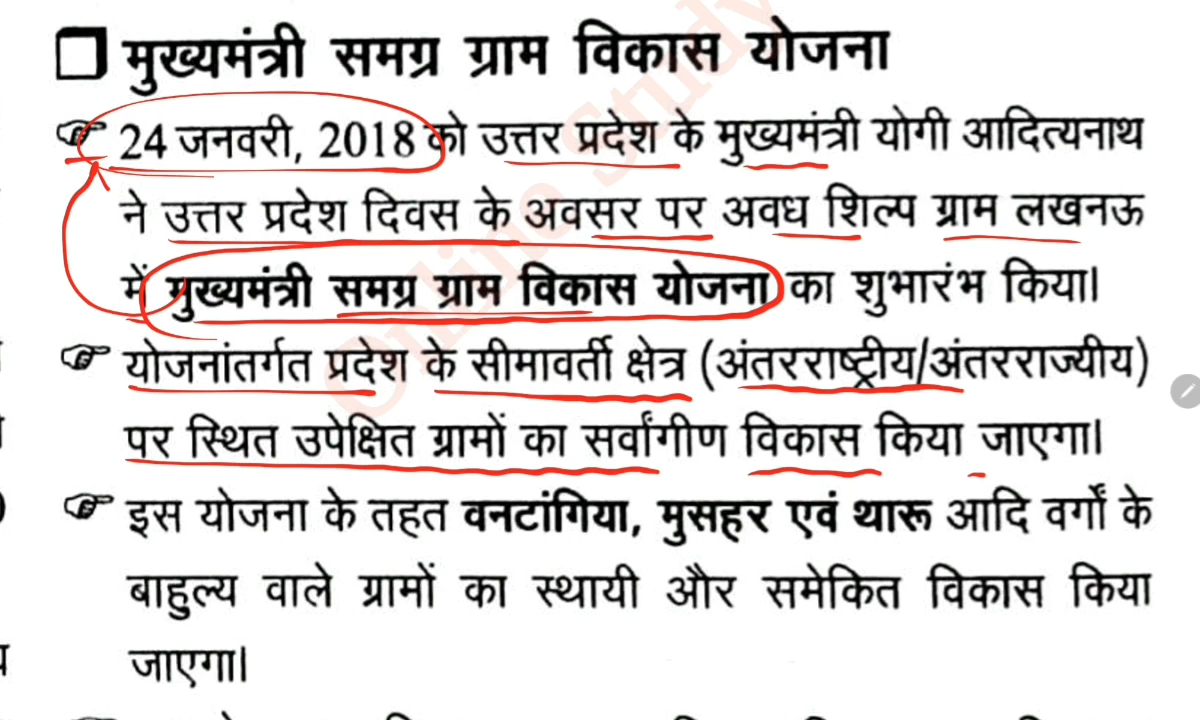 मुख्यमंत्री समग्र ग्राम विकास योजना
24 जनवरी, 2018 को उत्तर प्रदेश के मुख्यमंत्री योगी आदित्यनाथ
ने उत्तर प्रदेश दिवस के अवसर पर अवध शिल्प ग्राम लखनऊ
में मुख्यमंत्री समग्र ग्राम विकास योजना का शुभारंभ किया।
योजनांतर्गत प्रदेश के सीमावर्ती क्षेत्र (अंतरराष्ट्रीय/अंतरराज्यीय)
पर स्थित उपेक्षित ग्रामों का सर्वांगीण विकास किया जाएगा।
इस योजना के तहत वनटांगिया, मुसहर एवं थारू आदि वर्गों के
बाहुल्य वाले ग्रामों का स्थायी और समेकित विकास किया
जाएगा।
Online Study